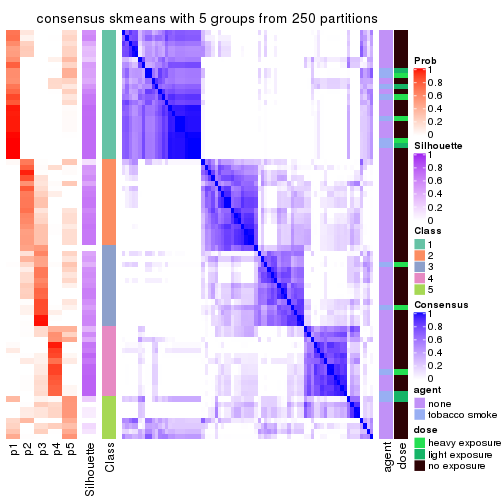 consensus skmeans with 5 groups from 250 partitions
Prob
1
0.8
0.6
0.4
0.2
0
Silhouette
1
0.8
0.6
0.4
0.2
0
Class
1
2
3
4
5
Consensus
1
0.8
0.6
0.4
0.2
0
agent
none
tobacco smoke
dose
heavy exposure
light exposure
no exposure
p1
p2
p3
p4
p5
Silhouette
Class
agent
dose